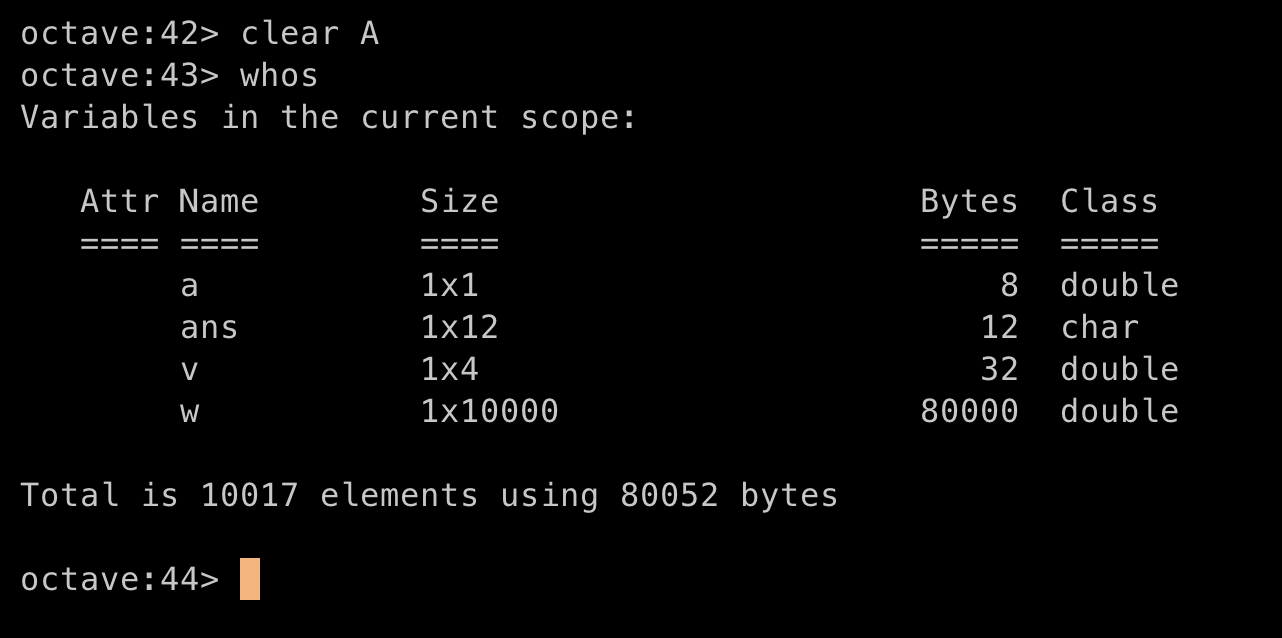 octave:42> clear A
octave:43> whos
Variables in the current scope:

   Attr Name        Size                     Bytes  Class
   ==== ====        ====                     =====  =====
        a           1x1                          8  double
        ans         1x12                        12  char
        v           1x4                         32  double
        w           1x10000                  80000  double

Total is 10017 elements using 80052 bytes

octave:44>